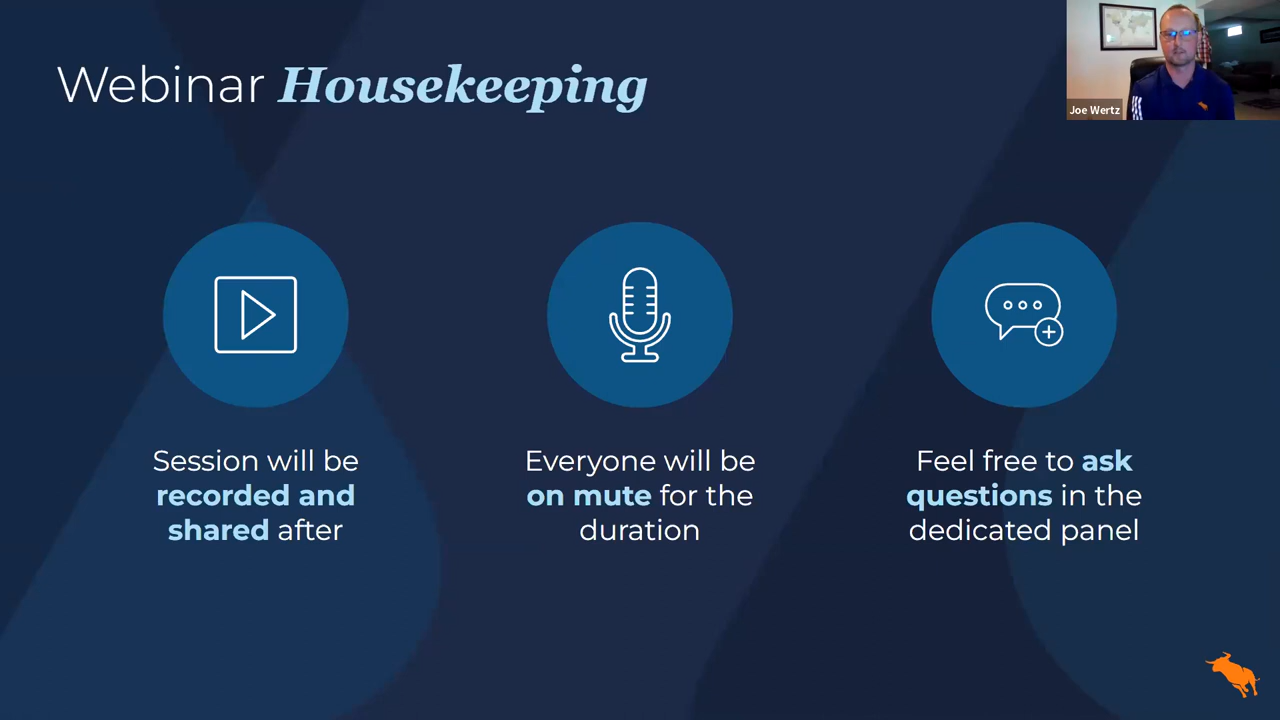 Webinar Housekeeping
Joe Wertz
Session will be
recorded and
shared after
Everyone will be
on mute for the
duration
Feel free to ask
questions in the
dedicated panel